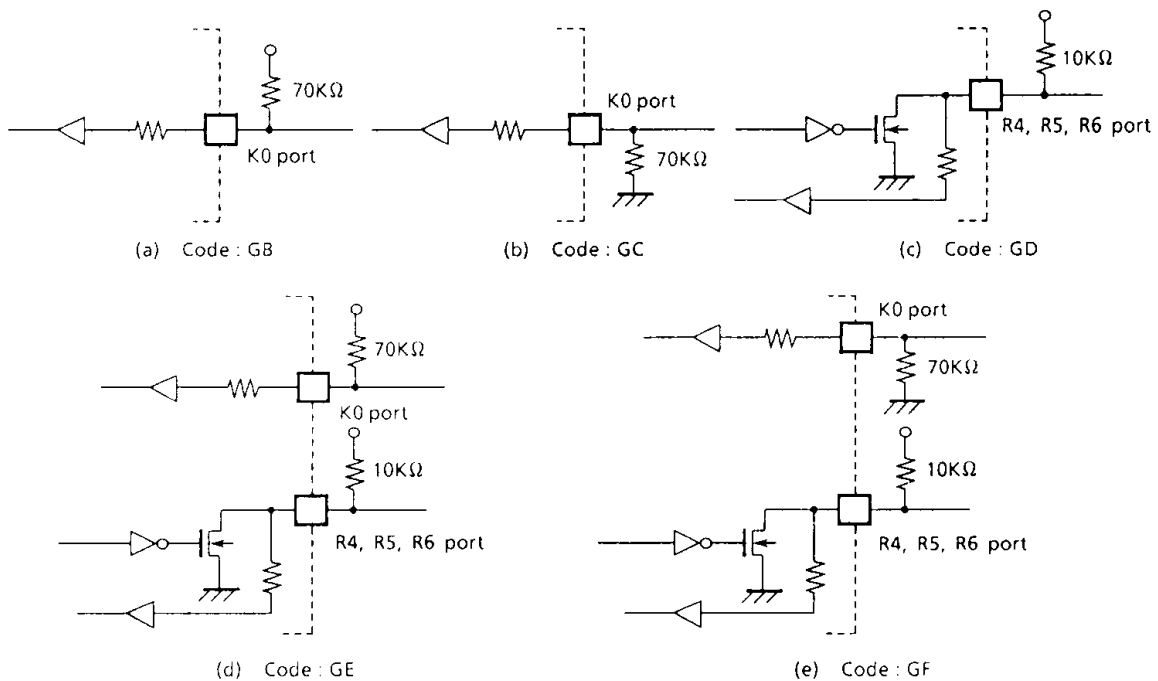 70KΩ
K0 port
(a) Code : GB
K0 port
70KΩ
(b) Code : GC
10KΩ
R4, R5, R6 port
(c) Code : GD
70KΩ
K0 port
10KΩ
R4, R5, R6 port
(d) Code : GE
K0 port
70KΩ
10KΩ
R4, R5, R6 port
(e) Code : GF